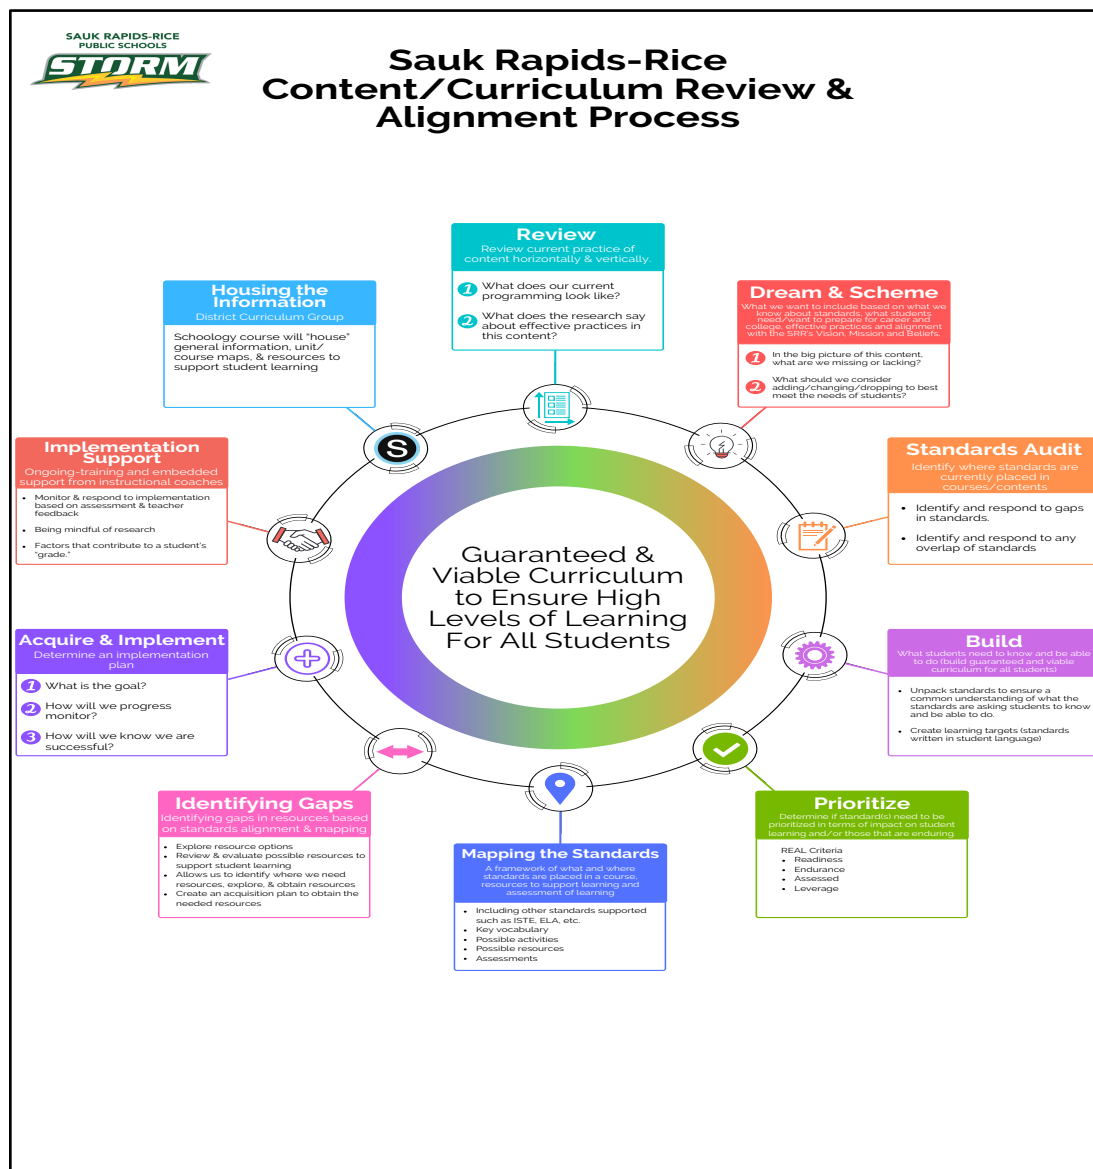 SAUK RAPIDS-RICE
PUBLIC SCHOOLS
STORM
Sauk Rapids-Rice
Content/Curriculum Review &
Alignment Process
Review
Review current practice of
content horizontally & vertically.
1 What does our current
programming look like?
2 What does the research say
about effective practices in
this content?
Dream & Scheme
What we want to include based on what we
know about standards, what students
need/want to prepare for career and
college, effective practices and alignment
with the SRR's Vision, Mission and Beliefs.
1 In the big picture of this content,
what are we missing or lacking?
2 What should we consider
adding/changing/dropping to best
meet the needs of students?
Standards Audit
Identify where standards are
currently placed in
courses/contents
• Identify and respond to gaps
in standards.
• Identify and respond to any
overlap of standards
Build
What students need to know and be able
to do (build guaranteed and viable
curriculum for all students)
• Unpack standards to ensure a
common understanding of what the
standards are asking students to know
and be able to do.
• Create learning targets (standards
written in student language)
Prioritize
Determine if standard(s) need to be
prioritized in terms of impact on student
learning and/or those that are enduring.
REAL Criteria
• Readiness
• Endurance
• Assessed
• Leverage
Mapping the Standards
A framework of what and where
standards are placed in a course,
resources to support learning and
assessment of learning
• Including other standards supported
such as ISTE, ELA, etc.
• Key vocabulary
• Possible activities
• Possible resources
• Assessments
Identifying Gaps
Identifying gaps in resources based
on standards alignment & mapping
• Explore resource options
• Review & evaluate possible resources to
support student learning
• Allows us to identify where we need
resources, explore, & obtain resources
• Create an acquisition plan to obtain the
needed resources
Acquire & Implement
Determine an implementation
plan
1 What is the goal?
2 How will we progress
monitor?
3 How will we know we are
successful?
Implementation
Support
Ongoing-training and embedded
support from instructional coaches
• Monitor & respond to implementation
based on assessment & teacher
feedback
• Being mindful of research
• Factors that contribute to a student's
"grade."
Housing the
Information
District Curriculum Group
Schoology course will "house"
general information, unit/
course maps, & resources to
support student learning
S
Guaranteed &
Viable Curriculum
to Ensure High
Levels of Learning
For All Students